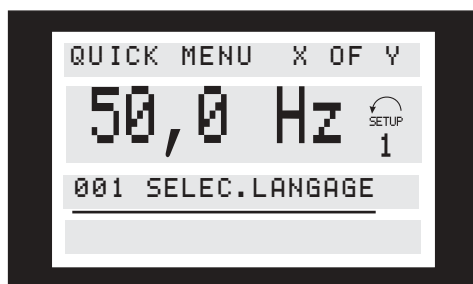 QUICK MENU X OF Y
50,0 Hz
SETUP
1
001 SELEC.LANGAGE